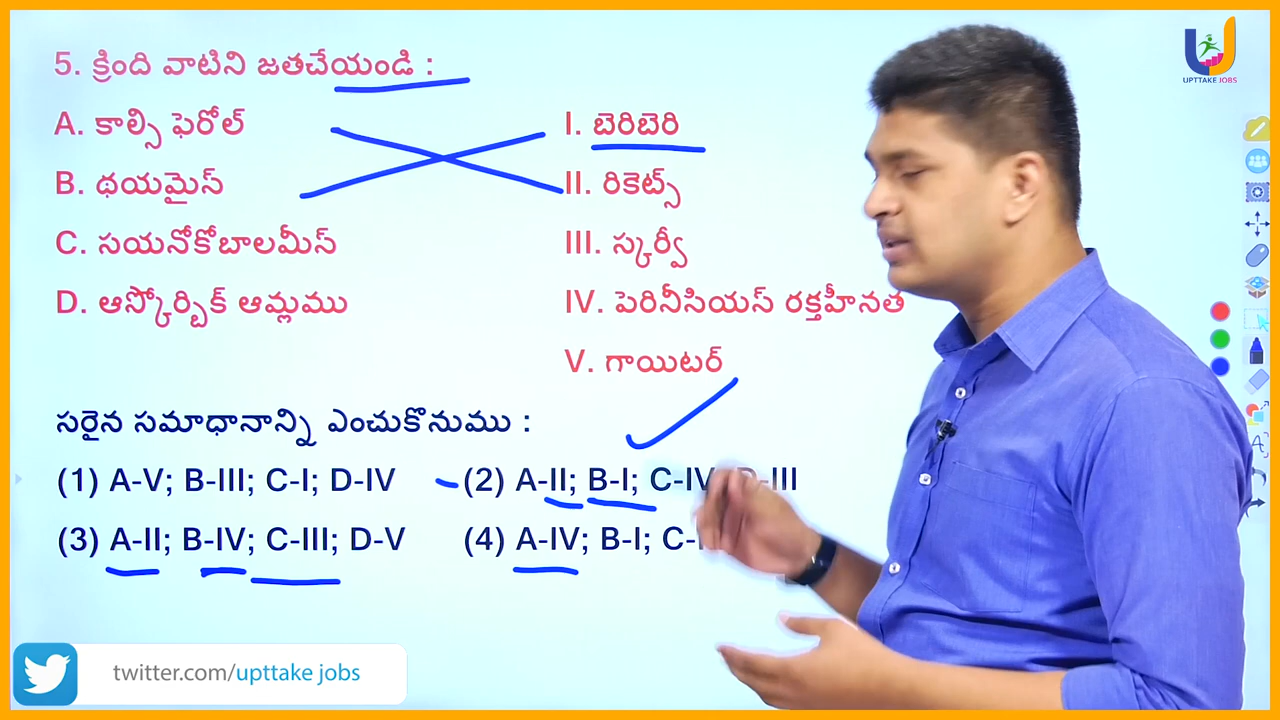 UPTTAKE JOBS
5. క్రింది వాటిని జతచేయండి :
A. కాల్సి ఫెరోల్ I. బెరిబెరి
B. థయమైన్ II. రికెట్స్
C. సయనోకోబాలమీన్ III. స్కర్వీ
D. ఆస్కోర్బిక్ ఆమ్లము IV. పెరినీసియస్ రక్తహీనత
V. గాయిటర్
సరైన సమాధానాన్ని ఎంచుకొనుము :
(1) A-V; B-III; C-I; D-IV (2) A-II; B-I; C-IV D-III
(3) A-II; B-IV; C-III; D-V (4) A-IV; B-I;
twitter.com/upttake jobs